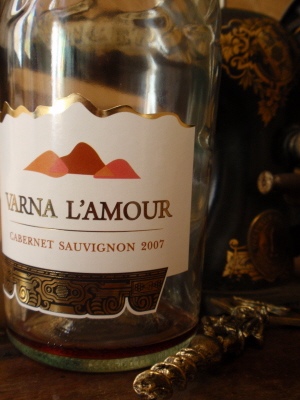 VARNA L'AMOUR
CABERNET SAUVIGNON 2007